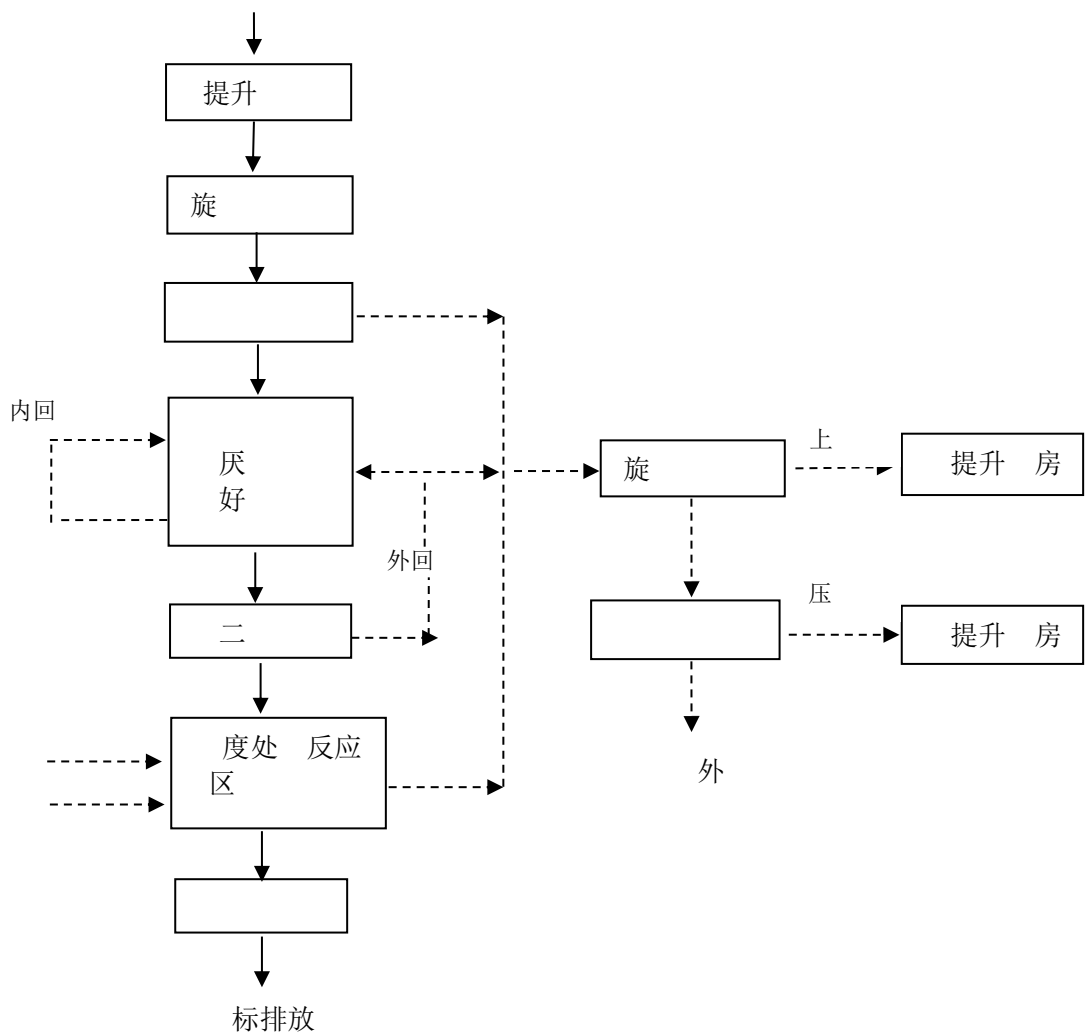 提升
旋
内回
厌
好
外回
二
度处 反应
区
标排放
旋
上
提升 房
压
提升 房
外